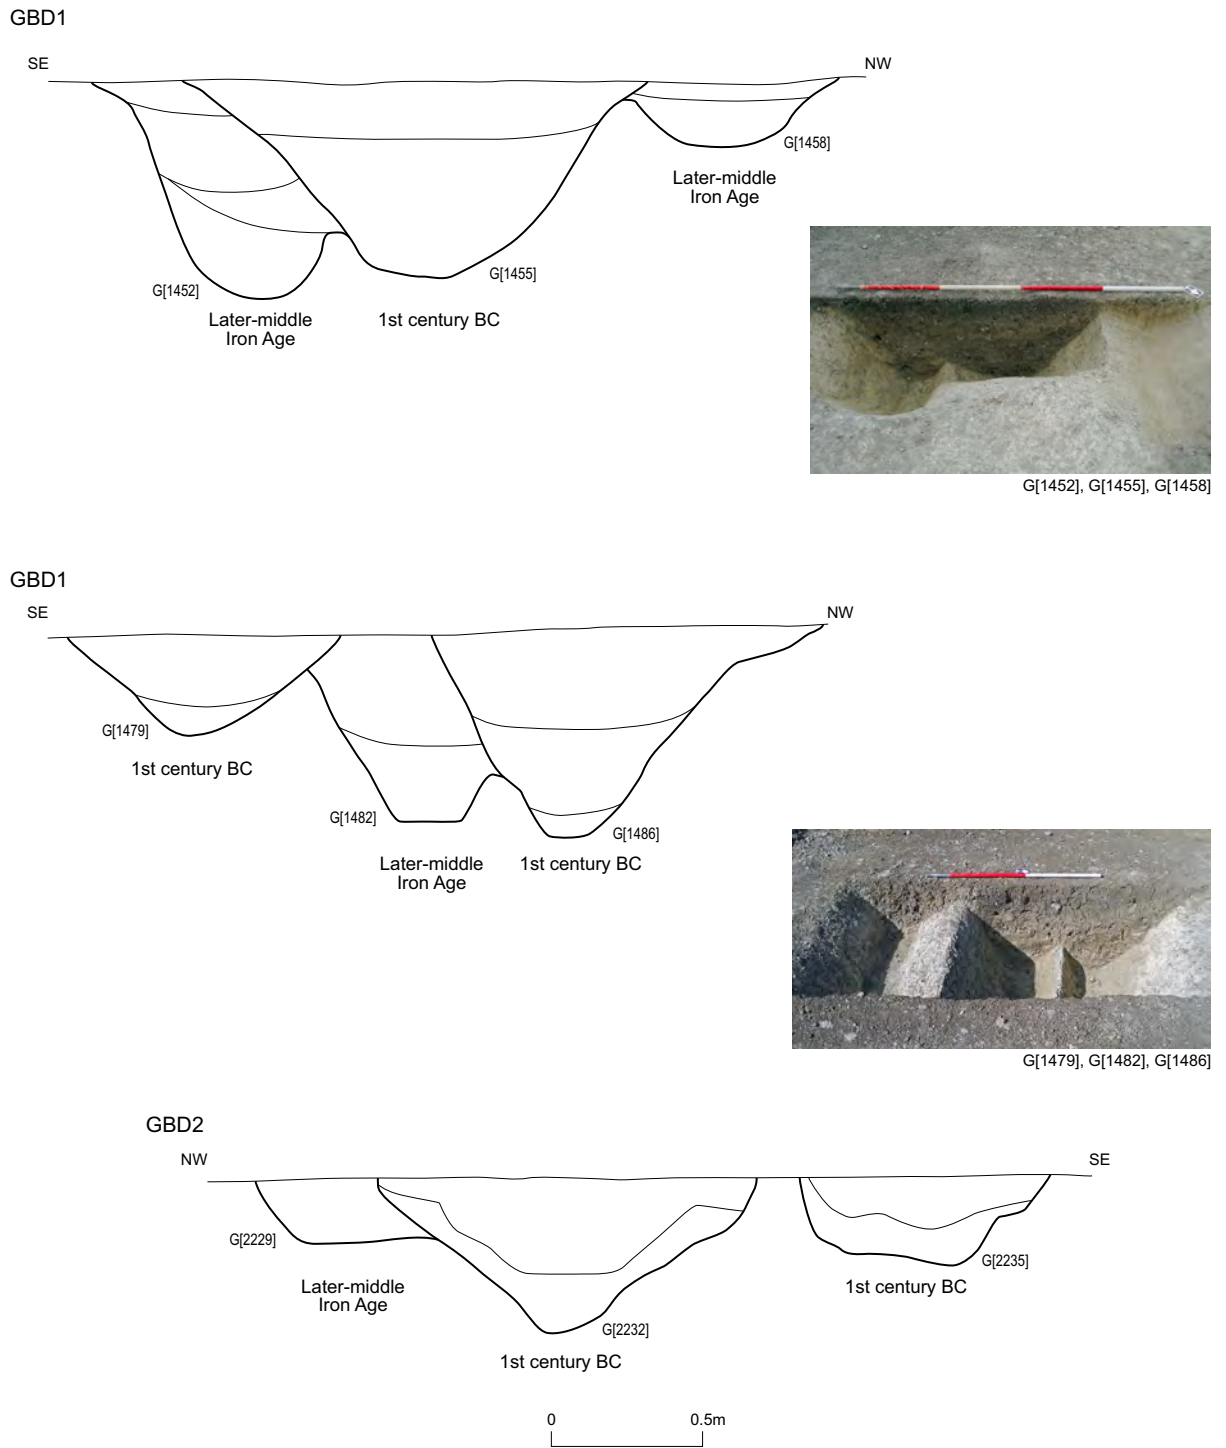 GBD1
SE
NW
G[1458]
Later-middle
Iron Age
G[1452]
G[1455]
Later-middle
Iron Age
1st century BC
G[1452], G[1455], G[1458]
GBD1
SE
NW
G[1479]
1st century BC
G[1482]
G[1486]
Later-middle
Iron Age
1st century BC
G[1479], G[1482], G[1486]
GBD2
NW
SE
G[2229]
G[2235]
Later-middle
Iron Age
1st century BC
G[2232]
1st century BC
0
0.5m